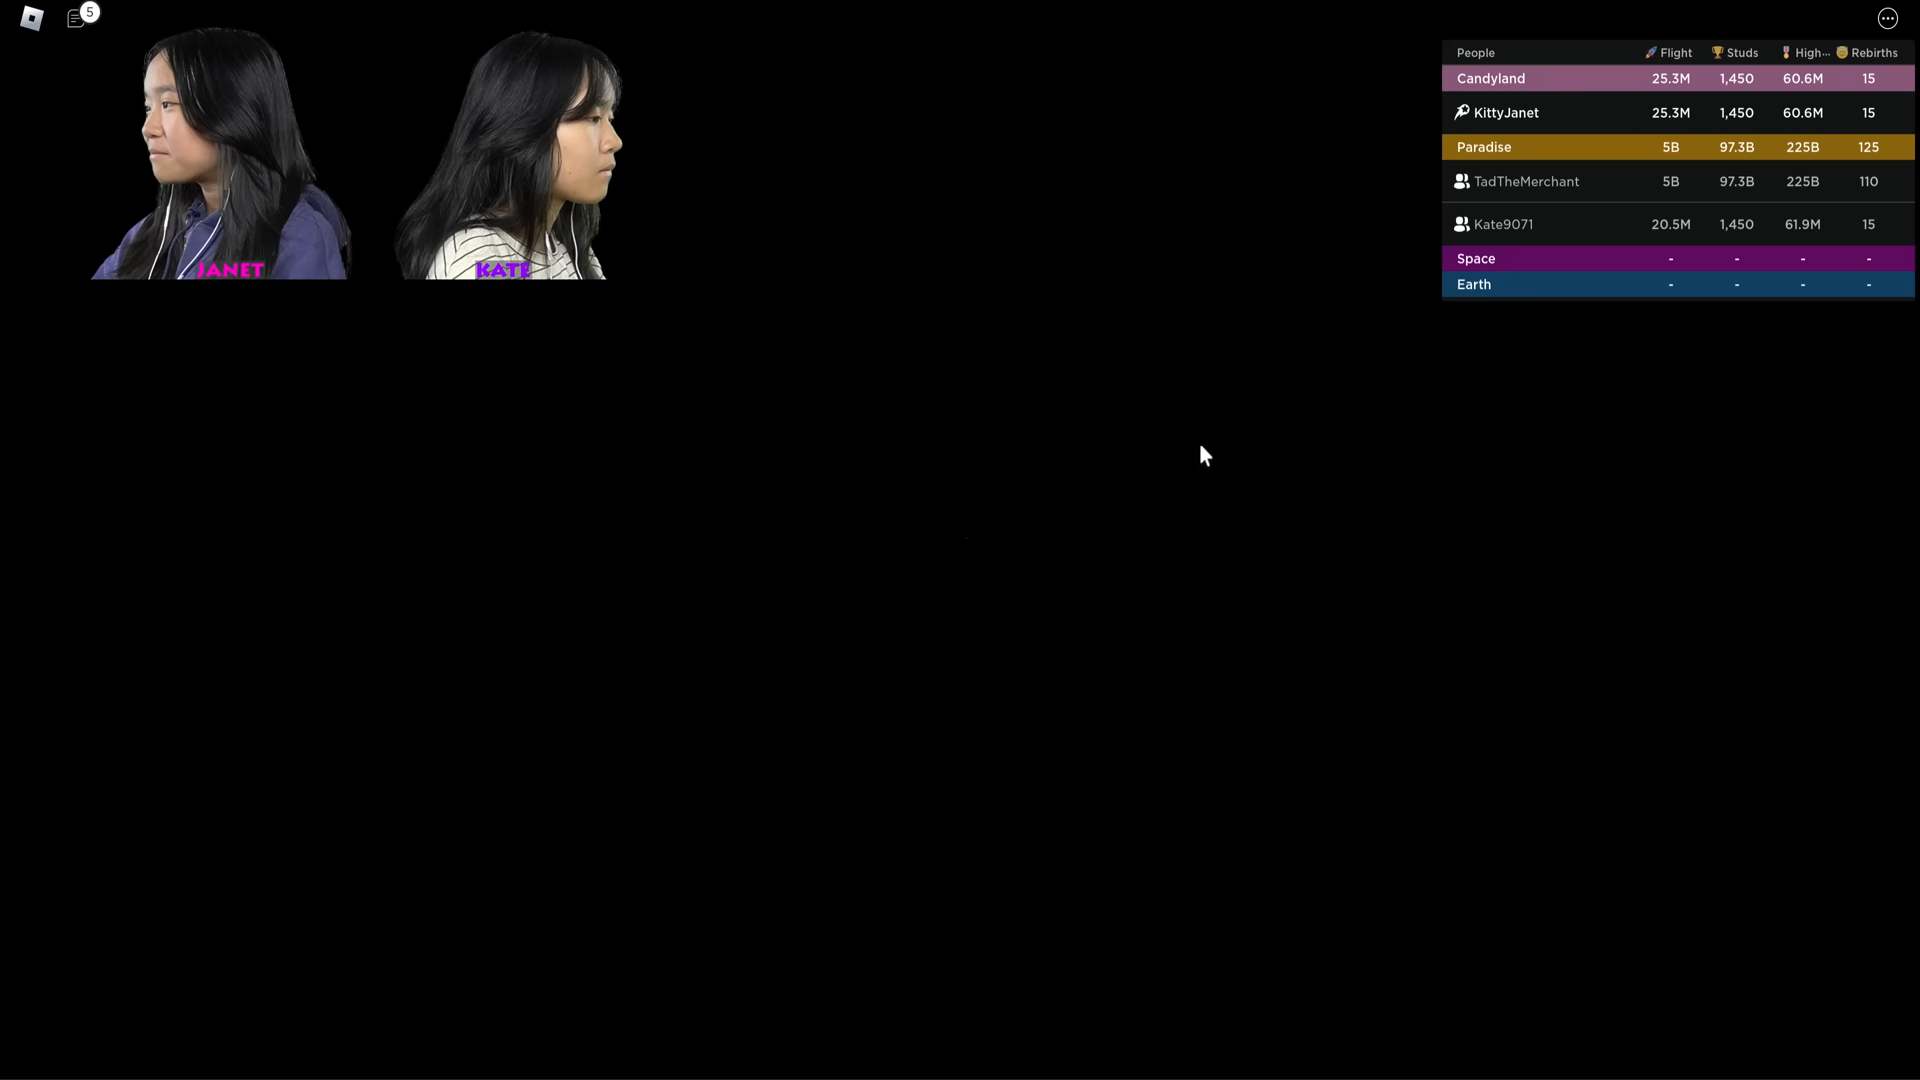 5
People Flight Studs High... Rebirths
Candyland 25.3M 1,450 60.6M 15
KittyJanet 25.3M 1,450 60.6M 15
Paradise 5B 97.3B 225B 125
TadTheMerchant 5B 97.3B 225B 110
Kate9071 20.5M 1,450 61.9M 15
Space - - - -
Earth - - - -
JANET
KATE